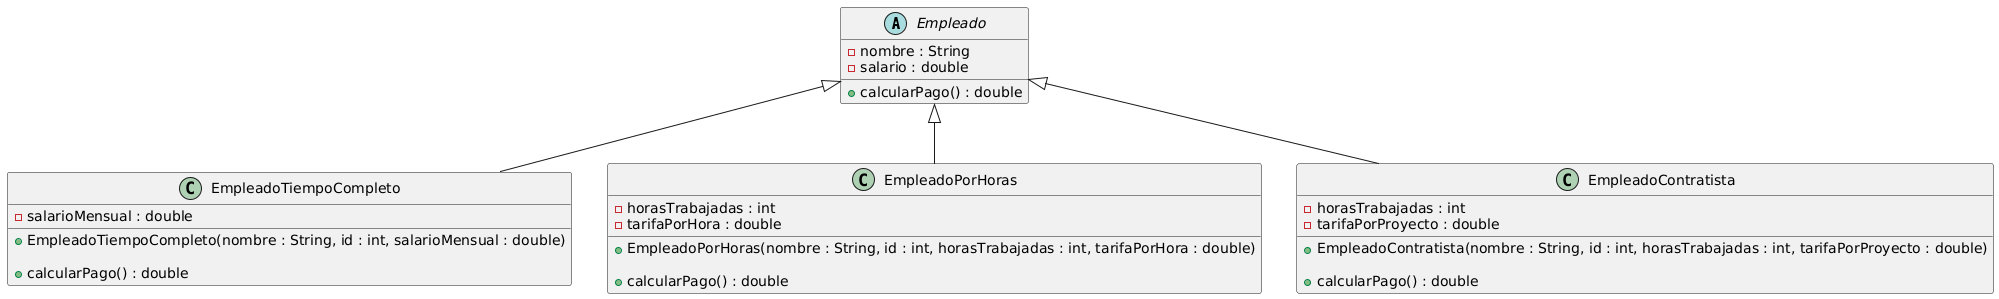 A Empleado
nombre : String
salario : double
calcularPago() : double
C EmpleadoTiempoCompleto
salarioMensual : double
EmpleadoTiempoCompleto(nombre : String, id : int, salarioMensual : double)
calcularPago() : double
C EmpleadoPorHoras
horasTrabajadas : int
tarifaPorHora : double
EmpleadoPorHoras(nombre : String, id : int, horasTrabajadas : int, tarifaPorHora : double)
calcularPago() : double
C EmpleadoContratista
horasTrabajadas : int
tarifaPorProyecto : double
EmpleadoContratista(nombre : String, id : int, horasTrabajadas : int, tarifaPorProyecto : double)
calcularPago() : double